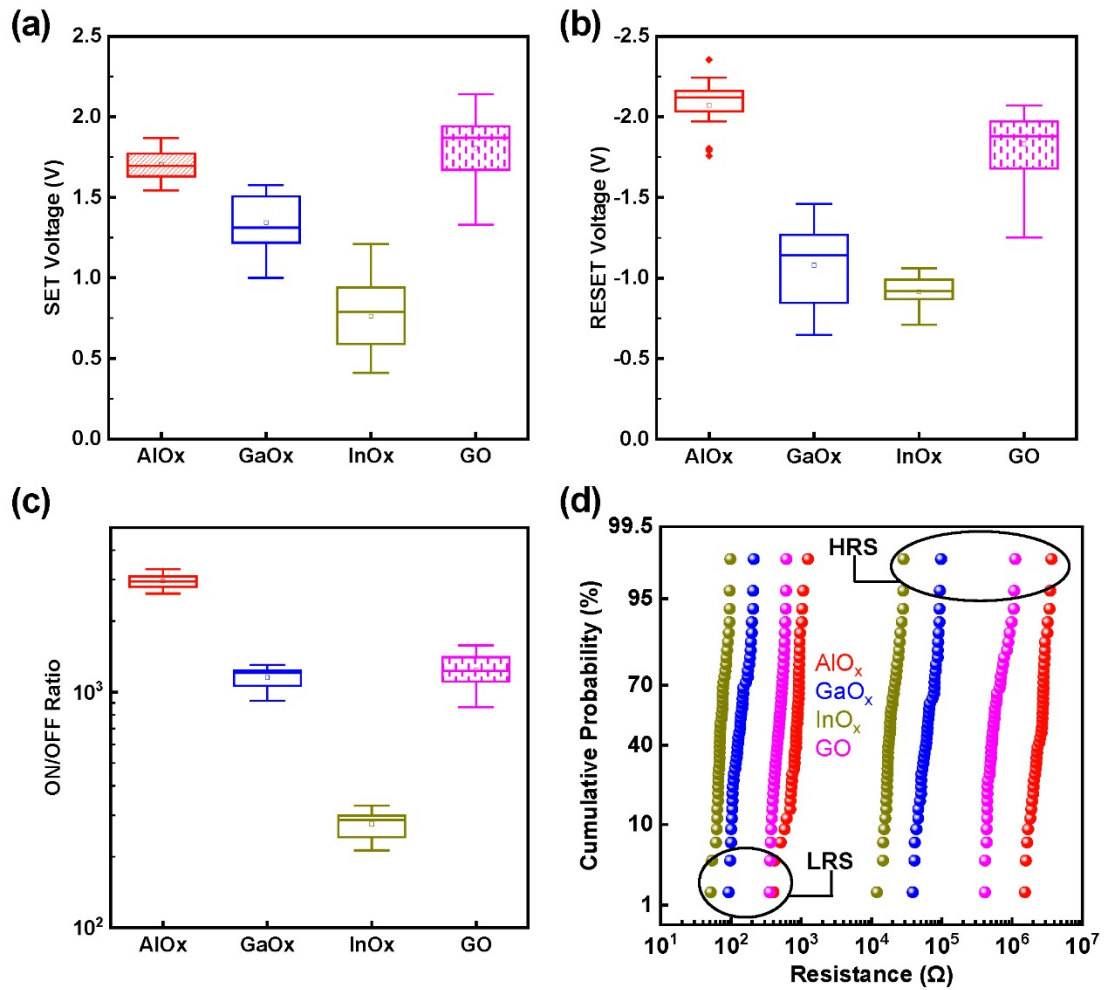 (a)
SET Voltage (V)
2.5
2.0
1.5
1.0
0.5
0.0
AlOx GaOx InOx GO
(b)
RESET Voltage (V)
-2.5
-2.0
-1.5
-1.0
-0.5
0.0
AlOx GaOx InOx GO
(c)
ON/OFF Ratio
10³
10²
AlOx GaOx InOx GO
(d)
Cumulative Probability (%)
99.5
95
70
40
10
1
HRS
AlOₓ
GaOₓ
InOₓ
GO
LRS
10¹ 10² 10³ 10⁴ 10⁵ 10⁶ 10⁷
Resistance (Ω)